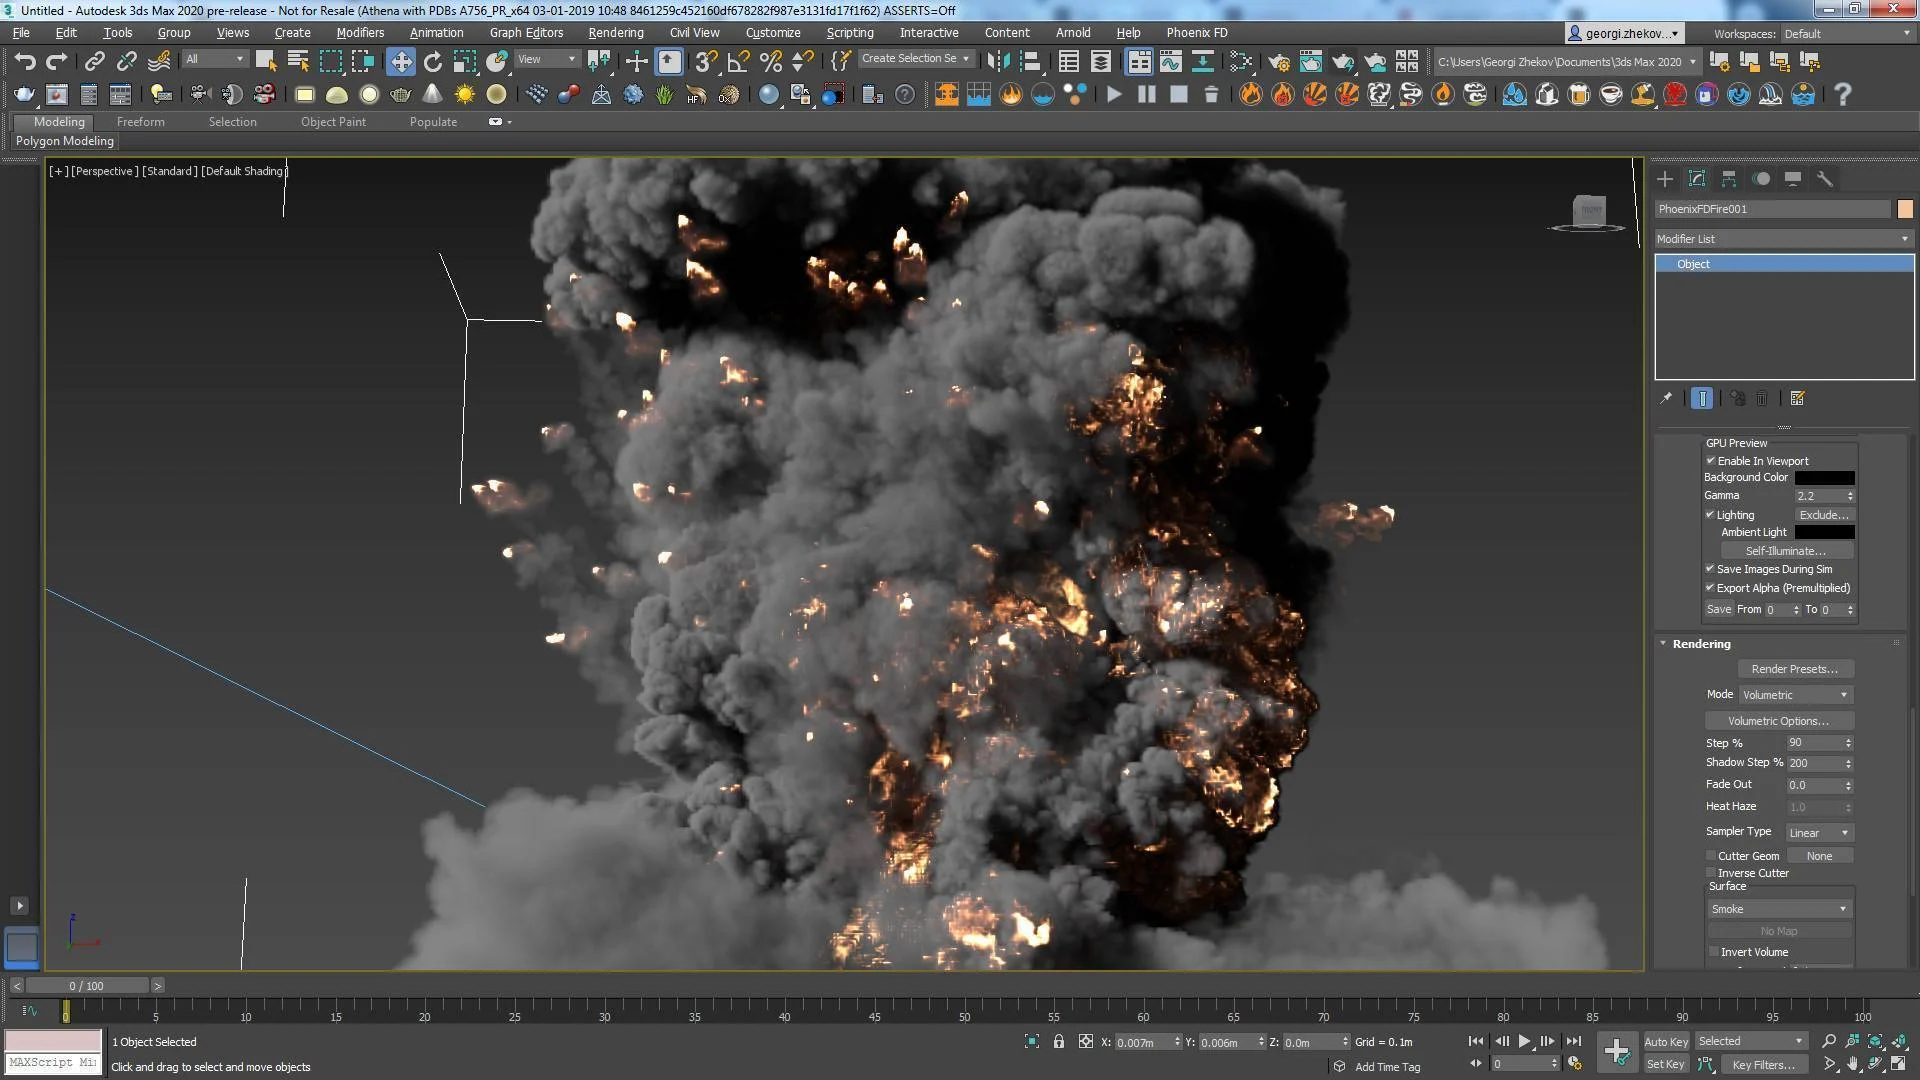 Untitled - Autodesk 3ds Max 2020 pre-release - Not for Resale (Athena with PDBs A756_PR_x64 03-01-2019 10:48 8461259c452160df678282f987e3131fd17f1f62) ASSERTS=Off
File Edit Tools Group Views Create Modifiers Animation Graph Editors Rendering Civil View Customize Scripting Interactive Content Arnold Help Phoenix FD georgi.zhekov... Workspaces: Default
All View Create Selection Se C:\Users\Georgi Zhekov\Documents\3ds Max 2020
Modeling Freeform Selection Object Paint Populate
Polygon Modeling
[+] [Perspective] [Standard] [Default Shading]
FRONT
PhoenixFDFire001
Modifier List
Object
GPU Preview
Enable In Viewport
Background Color
Gamma 2.2
Lighting Exclude...
Ambient Light
Self-Illuminate...
Save Images During Sim
Export Alpha (Premultiplied)
Save From 0 To 0
Rendering
Render Presets...
Mode Volumetric
Volumetric Options...
Step % 90
Shadow Step % 200
Fade Out 0.0
Heat Haze 1.0
Sampler Type Linear
Cutter Geom None
Inverse Cutter
Surface
Smoke
No Map
Invert Volume
z
0 / 100
0 5 10 15 20 25 30 35 40 45 50 55 60 65 70 75 80 85 90 95 100
1 Object Selected X: 0.007m Y: 0.006m Z: 0.0m Grid = 0.1m Auto Key Selected
MAXScript Mi Click and drag to select and move objects Add Time Tag 0 Set Key Key Filters...